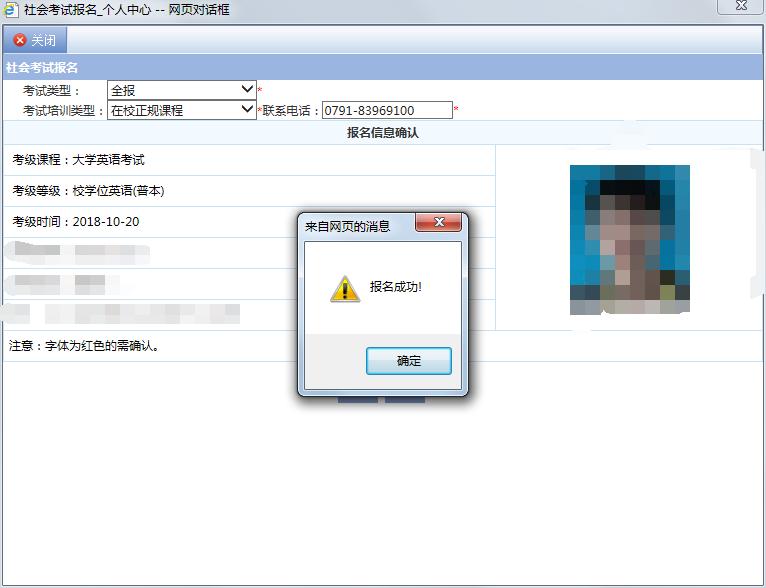 社会考试报名_个人中心 -- 网页对话框
关闭
社会考试报名
考试类型： 全报 *
考试培训类型： 在校正规课程 *联系电话：0791-83969100 *
报名信息确认
考级课程：大学英语考试
考级等级：校学位英语(普本)
考级时间：2018-10-20
来自网页的消息
报名成功!
确定
注意：字体为红色的需确认。